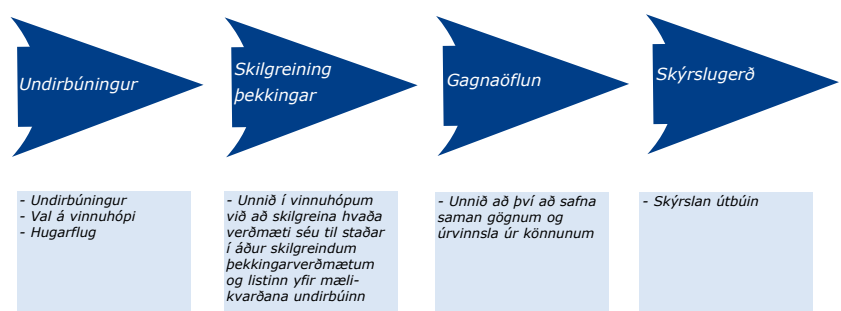 Undirbúningur
Skilgreining
þekkingar
Gagnaöflun
Skýrslugerð
- Undirbúningur
- Val á vinnuhópi
- Hugarflug
- Unnið í vinnuhópum
við að skilgreina hvaða
verðmæti séu til staðar
í áður skilgreindum
þekkingarverðmætum
og listinn yfir mæli-
kvarðana undirbúinn
- Unnið að því að safna
saman gögnum og
úrvinnsla úr könnunum
- Skýrslan útbúin